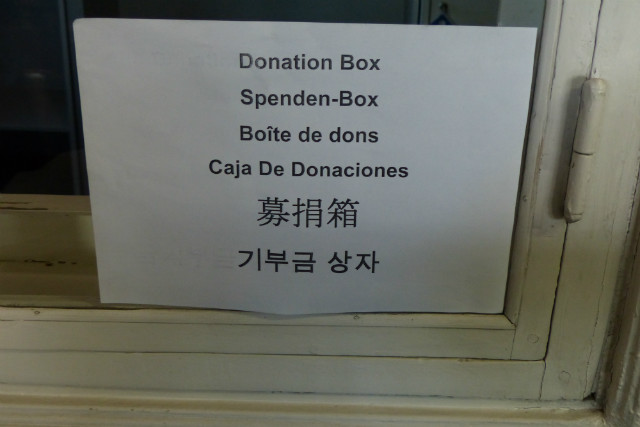 Donation Box
Spenden-Box
Boîte de dons
Caja De Donaciones
募捐箱
기부금 상자